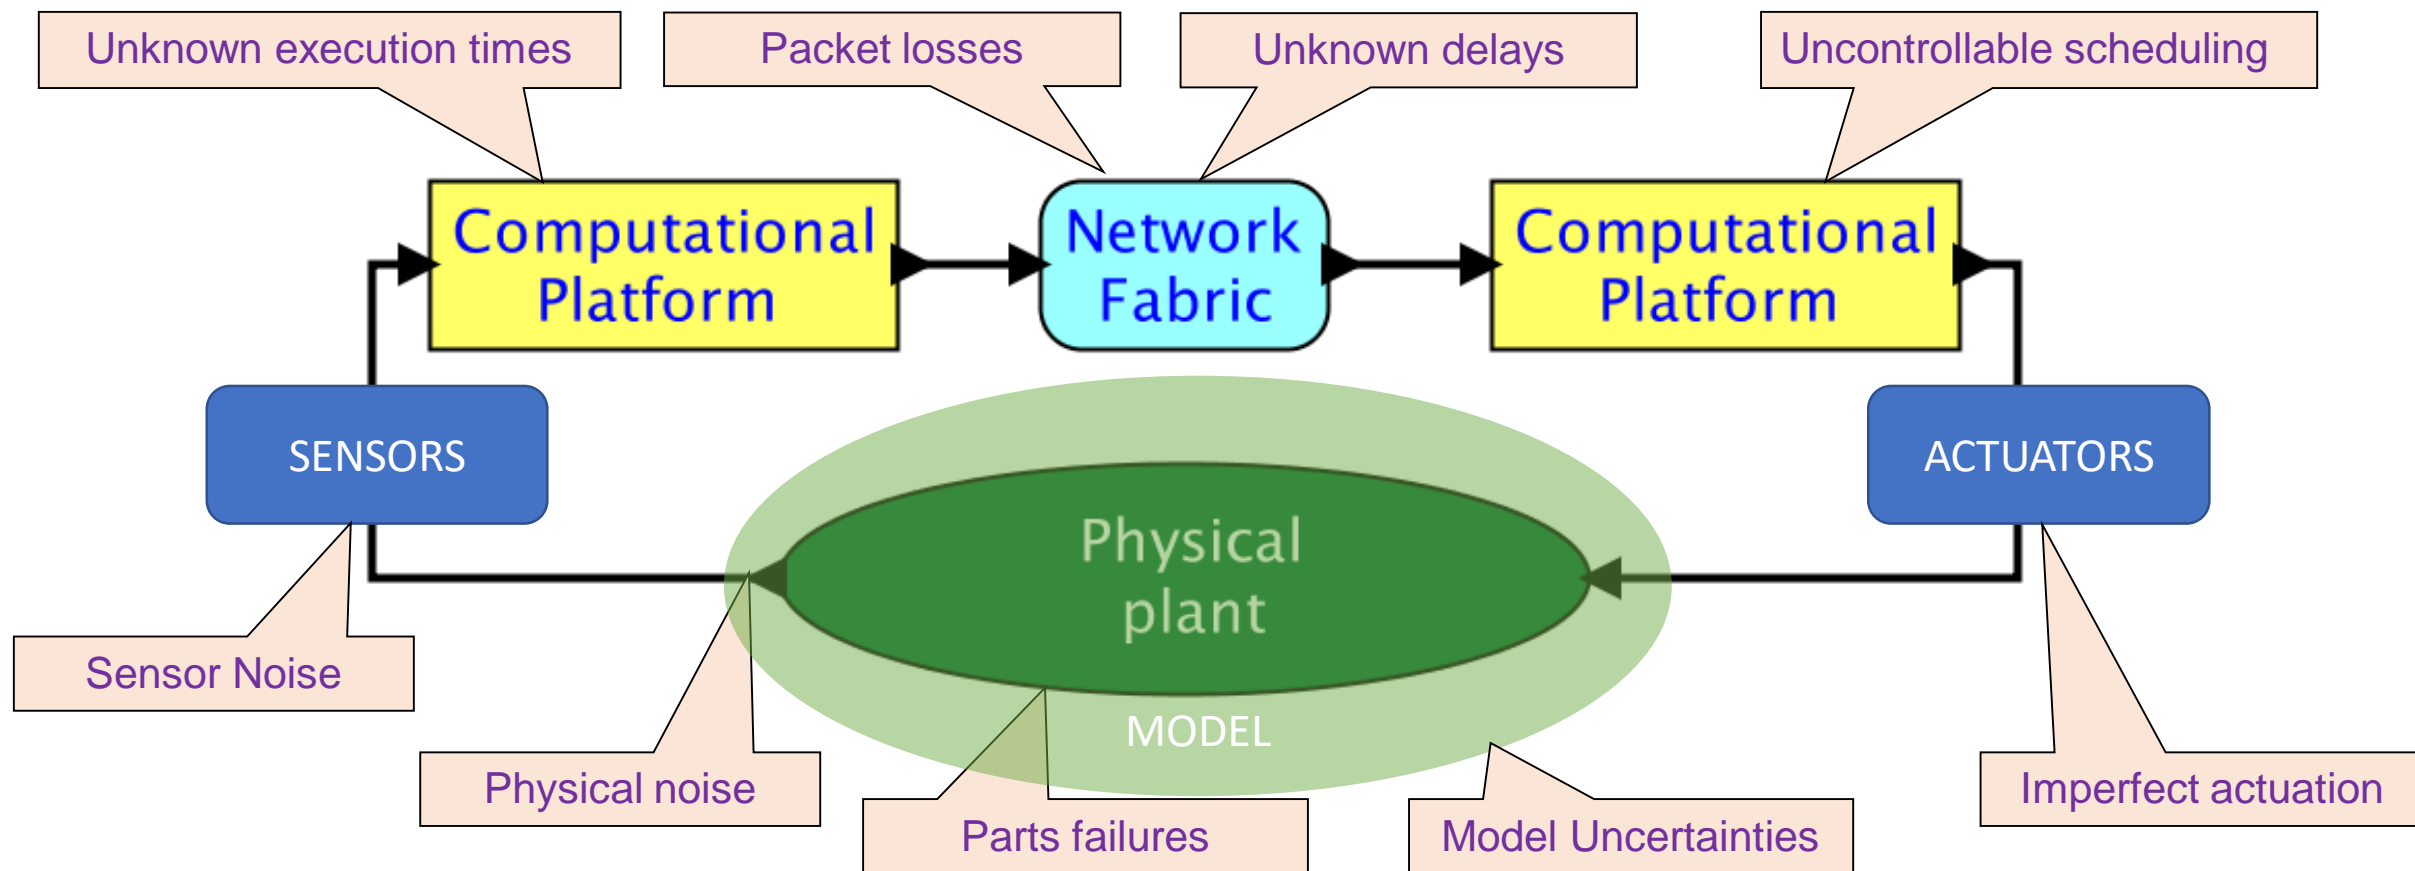 Unknown execution times
Packet losses
Unknown delays
Uncontrollable scheduling
Computational
Platform
Network
Fabric
Computational
Platform
SENSORS
ACTUATORS
Physical
plant
MODEL
Sensor Noise
Physical noise
Parts failures
Model Uncertainties
Imperfect actuation